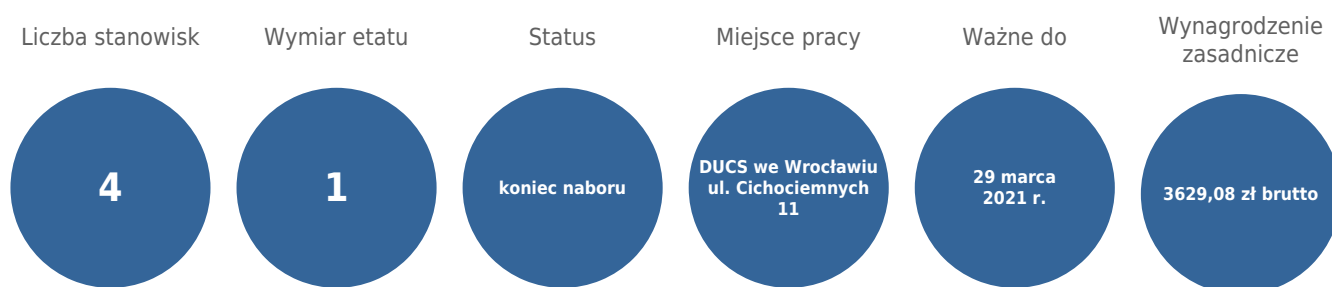 Liczba stanowisk
Wymiar etatu
Status
Miejsce pracy
Ważne do
Wynagrodzenie
zasadnicze
4
1
koniec naboru
DUCS we Wrocławiu
ul. Cichociemnych
11
29 marca
2021 r.
3629,08 zł brutto